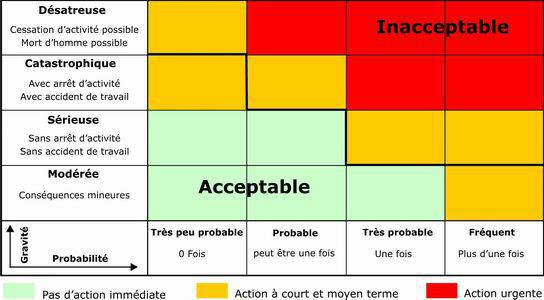 Désatreuse
Cessation d'activité possible
Mort d'homme possible
Inacceptable
Catastrophique
Avec arrêt d'activité
Avec accident de travail
Sérieuse
Sans arrêt d'activité
Sans accident de travail
Modérée
Conséquences mineures
Acceptable
Gravité
Probabilité
Très peu probable
0 Fois
Probable
peut être une fois
Très probable
Une fois
Fréquent
Plus d'une fois
Pas d'action immédiate
Action à court et moyen terme
Action urgente